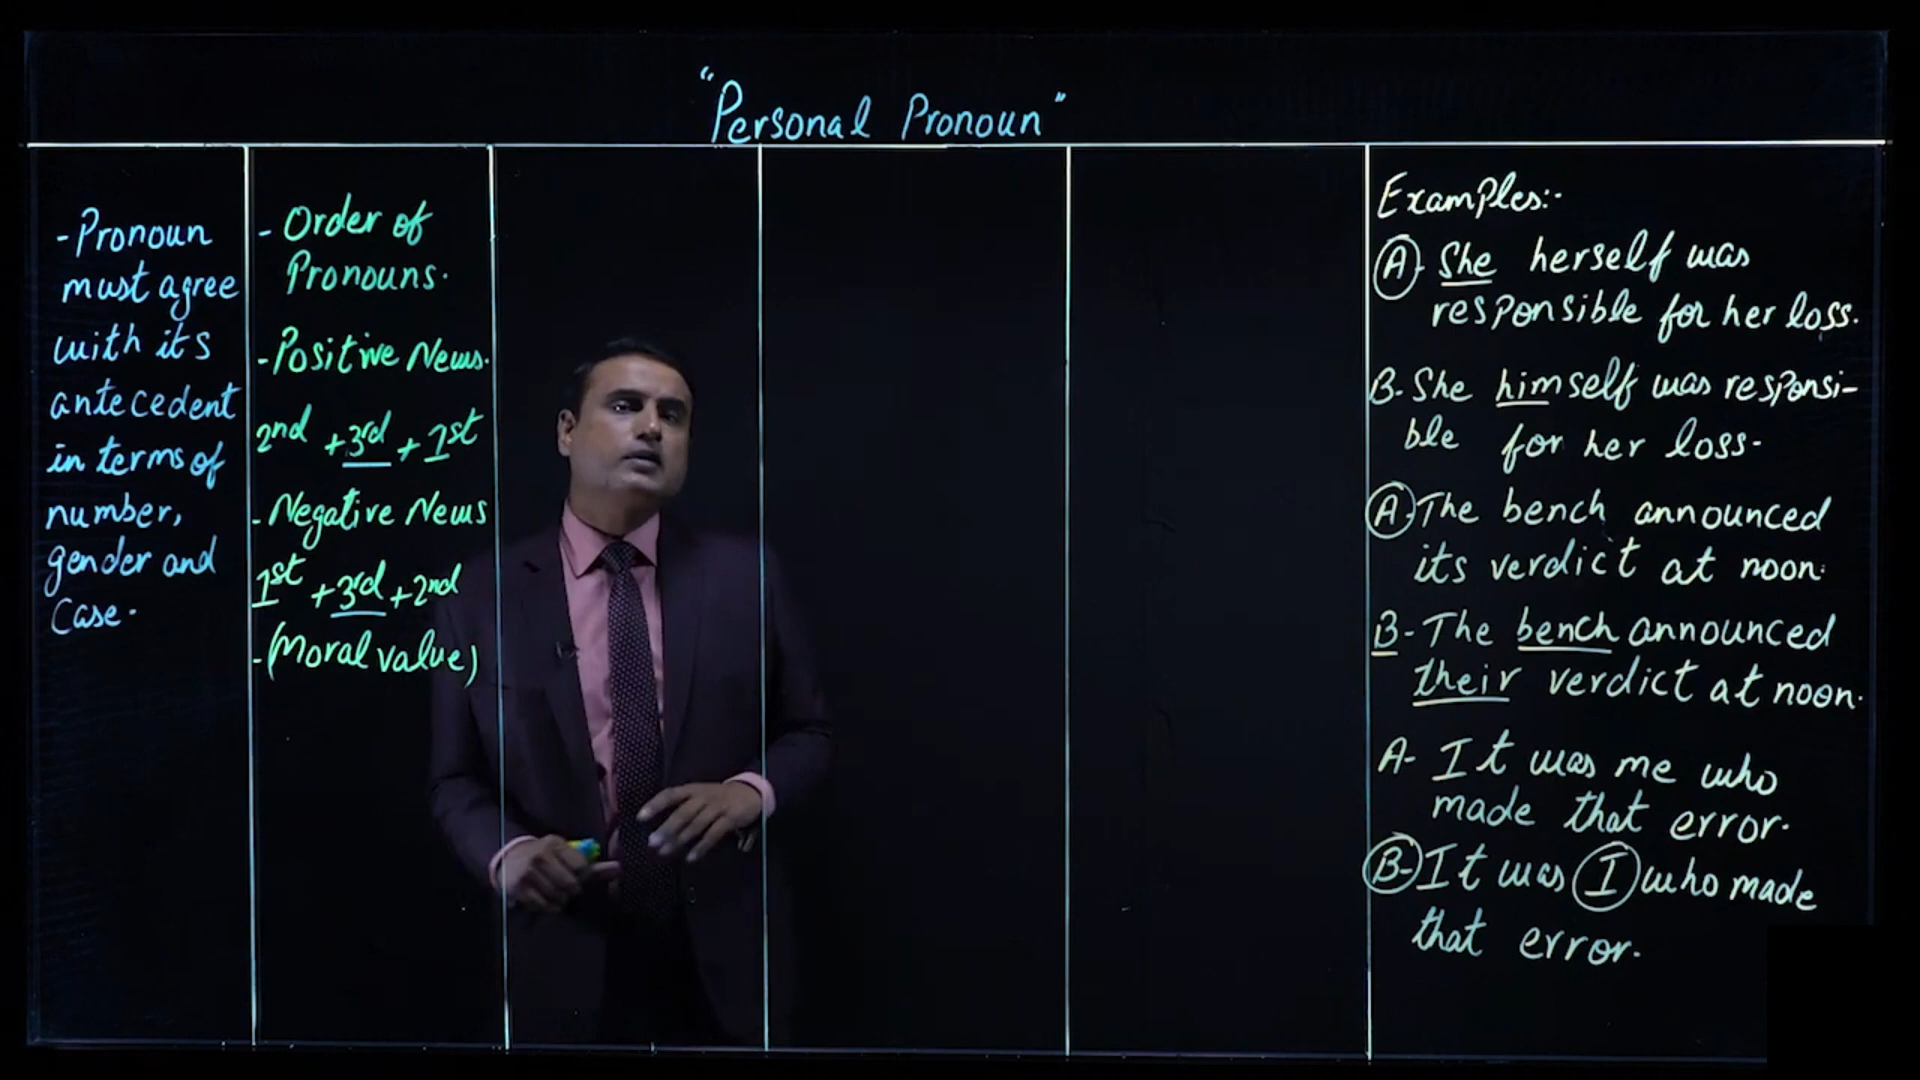 "Personal Pronoun"
- Pronoun
must agree
with its
antecedent
in terms of
number,
gender and
Case.
- Order of
Pronouns.
- Positive News.
2nd + 3rd + 1st
- Negative News
1st + 3rd + 2nd
- (Moral value)
Examples:-
A- She herself was
responsible for her loss.
B. She himself was responsi-
ble for her loss.
A. The bench announced
its verdict at noon.
B- The bench announced
their verdict at noon.
A- It was me who
made that error.
B- It was I who made
that error.